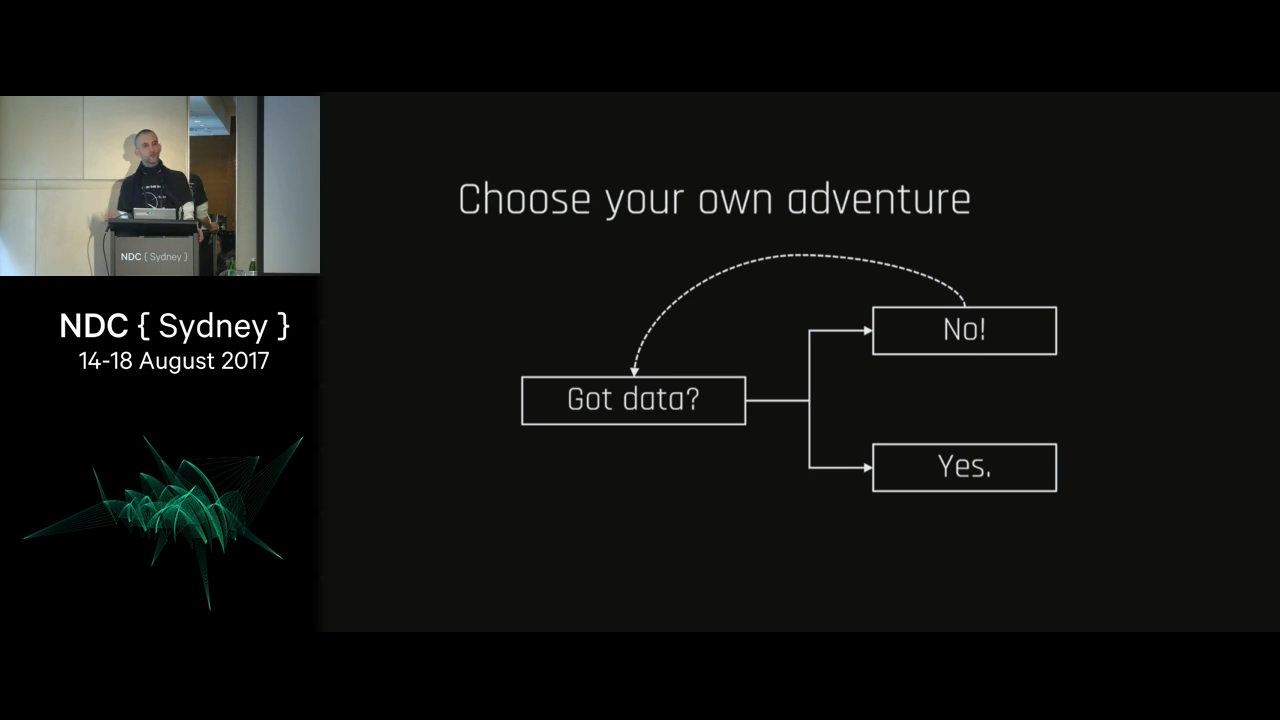 NDC { Sydney }
NDC { Sydney }
14-18 August 2017
Choose your own adventure
No!
Got data?
Yes.